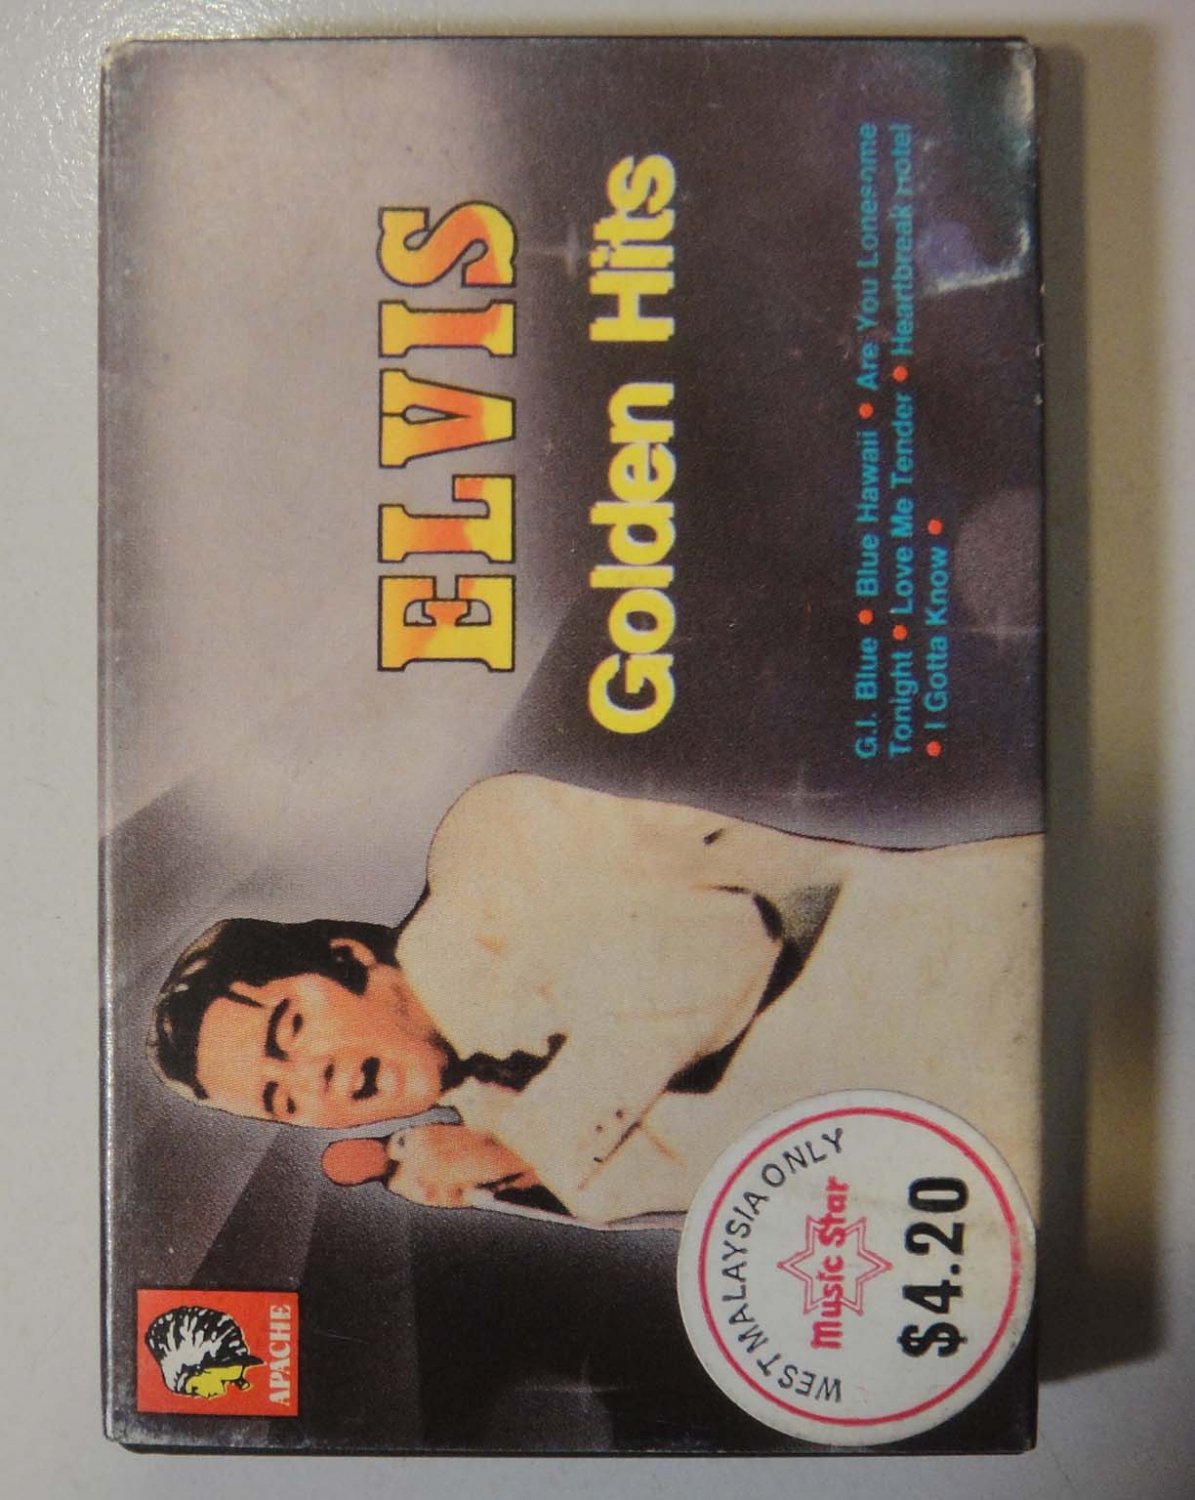 APACHE
ELVIS
Golden Hits
G.I. Blue • Blue Hawaii • Are You Lonesome
Tonight • Love Me Tender • Heartbreak Hotel
• I Gotta Know •
WEST MALAYSIA ONLY
Music Star
$4.20